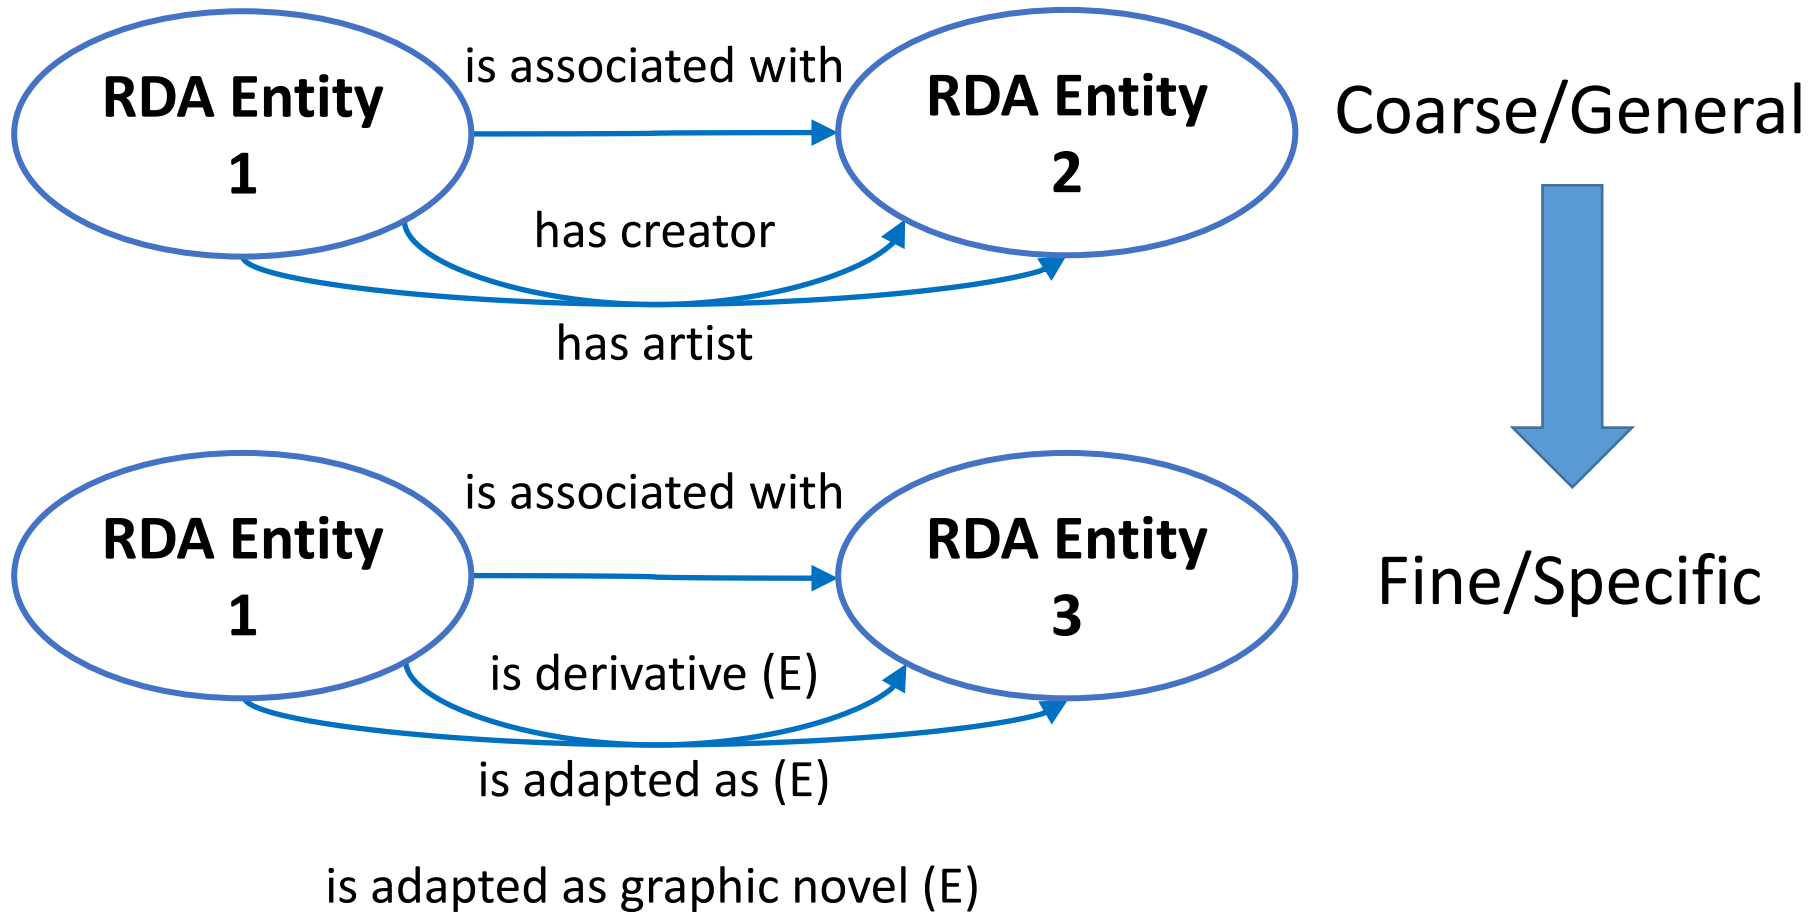 is associated with
RDA Entity
1
RDA Entity
2
Coarse/General
has creator
has artist
is associated with
RDA Entity
1
RDA Entity
3
Fine/Specific
is derivative (E)
is adapted as (E)
is adapted as graphic novel (E)